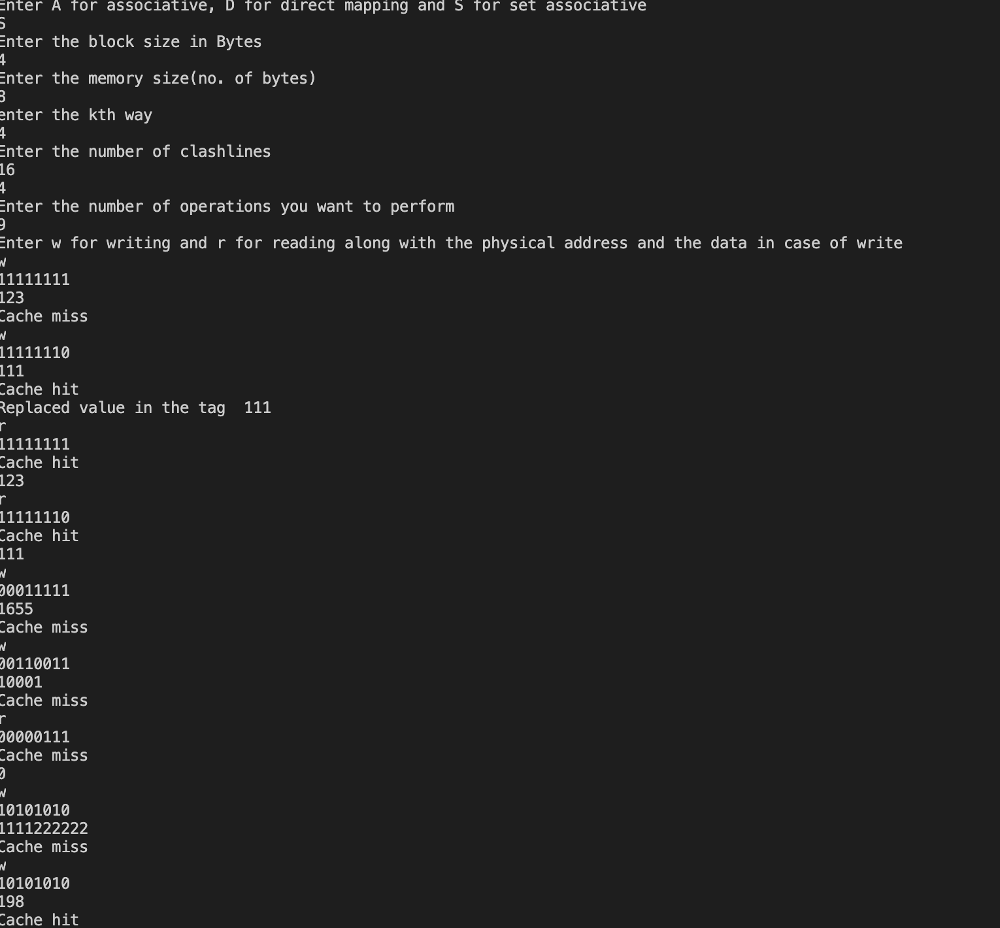 Enter A for associative, D for direct mapping and S for set associative
S
Enter the block size in Bytes
4
Enter the memory size(no. of bytes)
8
enter the kth way
4
Enter the number of clashlines
16
4
Enter the number of operations you want to perform
9
Enter w for writing and r for reading along with the physical address and the data in case of write
w
11111111
123
Cache miss
w
11111110
111
Cache hit
Replaced value in the tag  111
r
11111111
Cache hit
123
r
11111110
Cache hit
111
w
00011111
1655
Cache miss
w
00110011
10001
Cache miss
r
00000111
Cache miss
0
w
10101010
1111222222
Cache miss
w
10101010
198
Cache hit